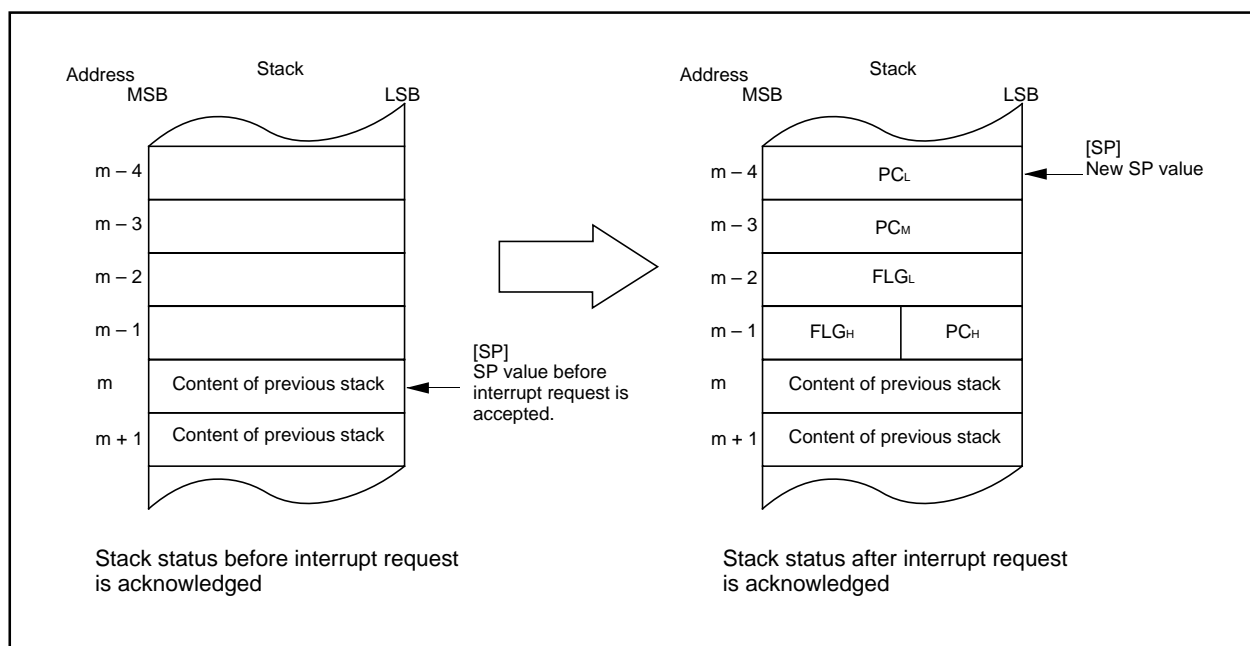 Address
Stack
MSB
LSB
m – 4
m – 3
m – 2
m – 1
m
Content of previous stack
m + 1
Content of previous stack
[SP]
SP value before
interrupt request is
accepted.
Stack status before interrupt request
is acknowledged
Address
Stack
MSB
LSB
m – 4
PCL
[SP]
New SP value
m – 3
PCM
m – 2
FLGL
m – 1
FLGH
PCH
m
Content of previous stack
m + 1
Content of previous stack
Stack status after interrupt request
is acknowledged